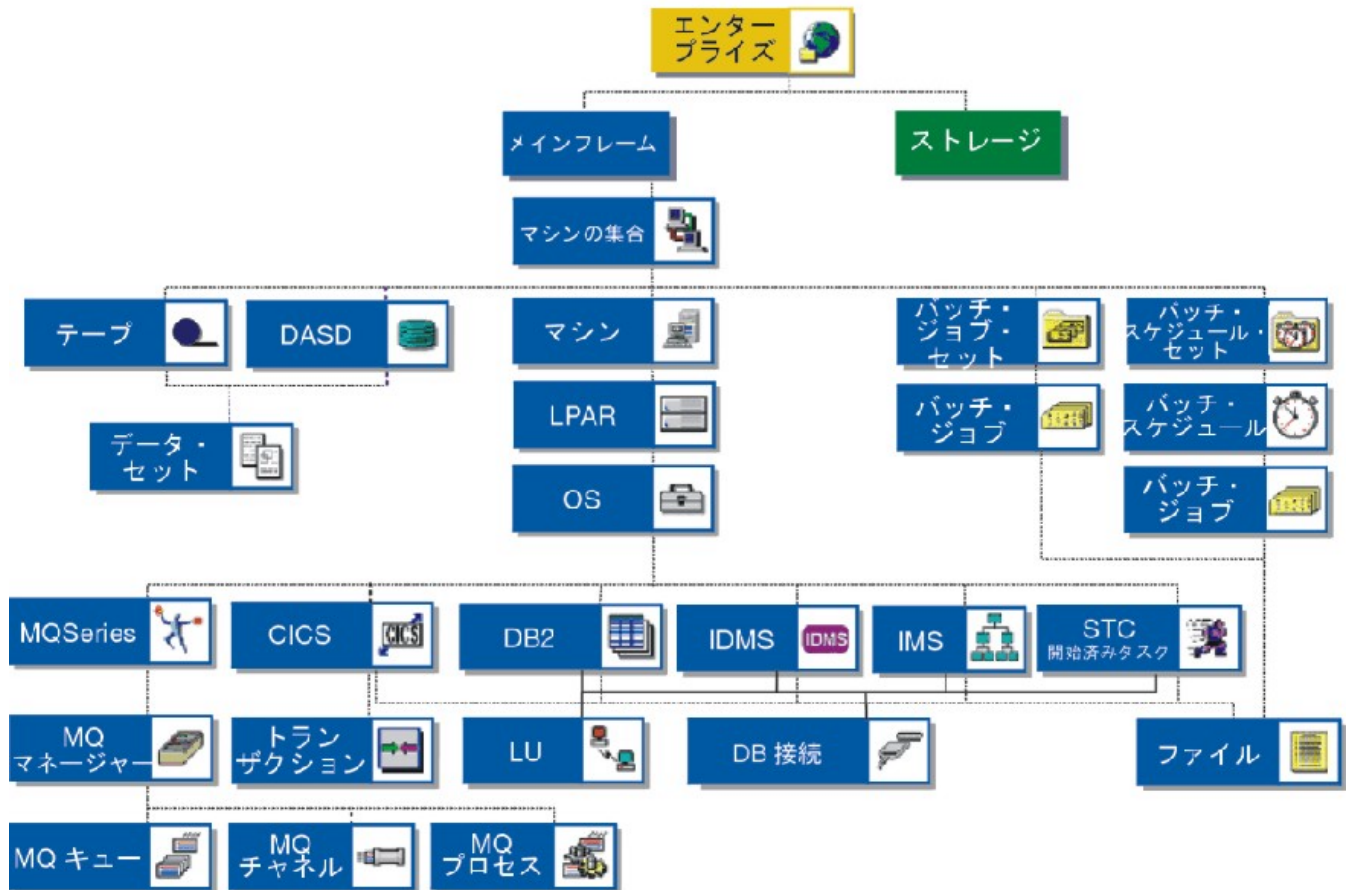 エンター
プライズ
メインフレーム
ストレージ
マシンの集合
テープ
DASD
マシン
バッチ・
ジョブ・
セット
バッチ・
スケジュール・
セット
データ・
セット
LPAR
バッチ・
ジョブ
バッチ・
スケジュール
OS
バッチ・
ジョブ
MQSeries
CICS
CICS
DB2
IDMS
IDMS
IMS
STC
開始済みタスク
MQ
マネージャー
トラン
ザクション
LU
DB 接続
ファイル
MQ キュー
MQ
チャネル
MQ
プロセス